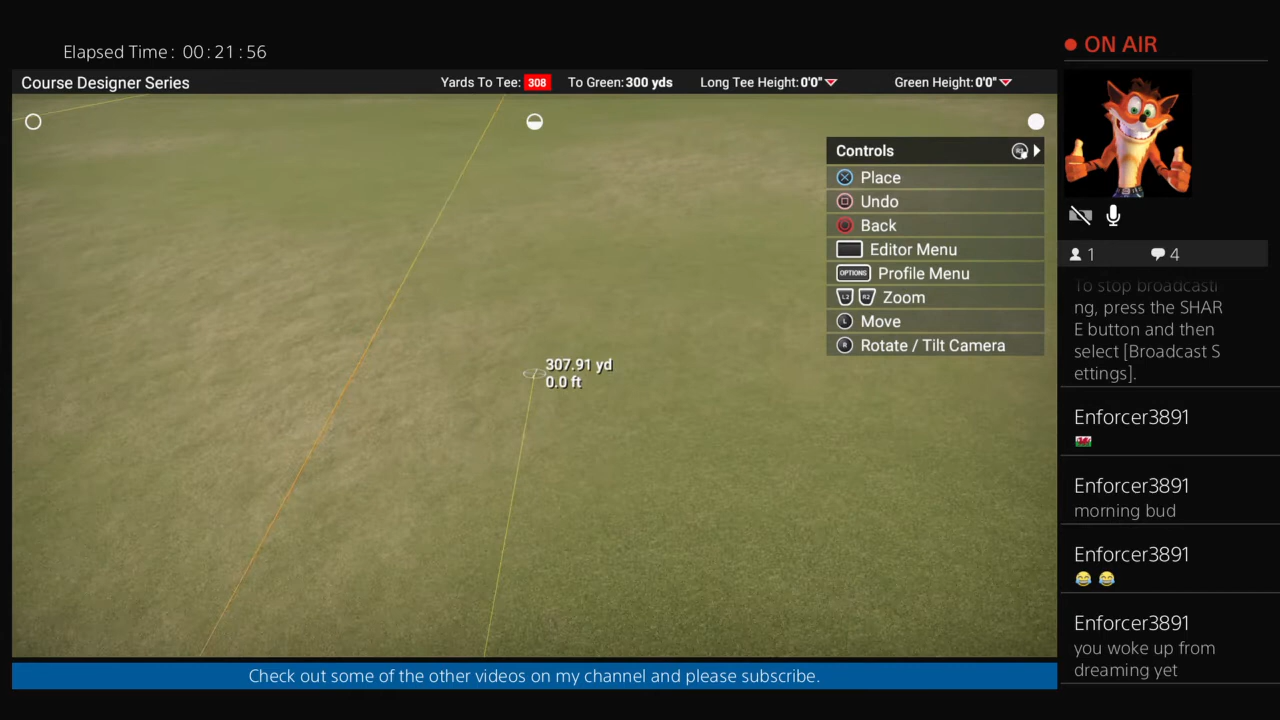 Elapsed Time: 00:21:56
ON AIR
Course Designer Series
Yards To Tee: 308
To Green: 300 yds
Long Tee Height: 0'0"
Green Height: 0'0"
Controls
Place
Undo
Back
Editor Menu
OPTIONS Profile Menu
L2 R2 Zoom
L Move
R Rotate / Tilt Camera
307.91 yd
0.0 ft
1
4
To stop broadcasti
ng, press the SHAR
E button and then
select [Broadcast S
ettings].
Enforcer3891
Enforcer3891
morning bud
Enforcer3891
😂 😂
Enforcer3891
you woke up from
dreaming yet
Check out some of the other videos on my channel and please subscribe.